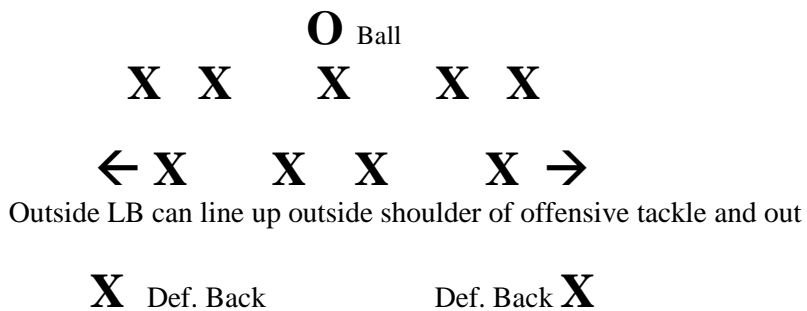 O Ball
X X X X X
← X X X X →
Outside LB can line up outside shoulder of offensive tackle and out
X Def. Back Def. Back X